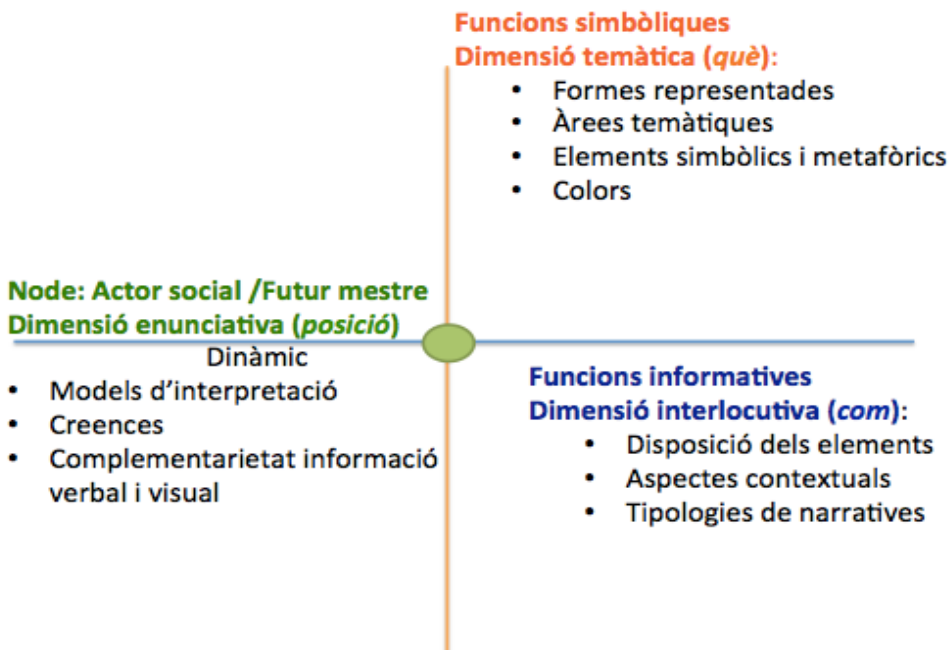 Funcions simbòliques
Dimensió temàtica (què):
• Formes representades
• Àrees temàtiques
• Elements simbòlics i metafòrics
• Colors
Node: Actor social /Futur mestre
Dimensió enunciativa (posició)
Dinàmic
• Models d’interpretació
• Creences
• Complementarietat informació
verbal i visual
Funcions informatives
Dimensió interlocutiva (com):
• Disposició dels elements
• Aspectes contextuals
• Tipologies de narratives